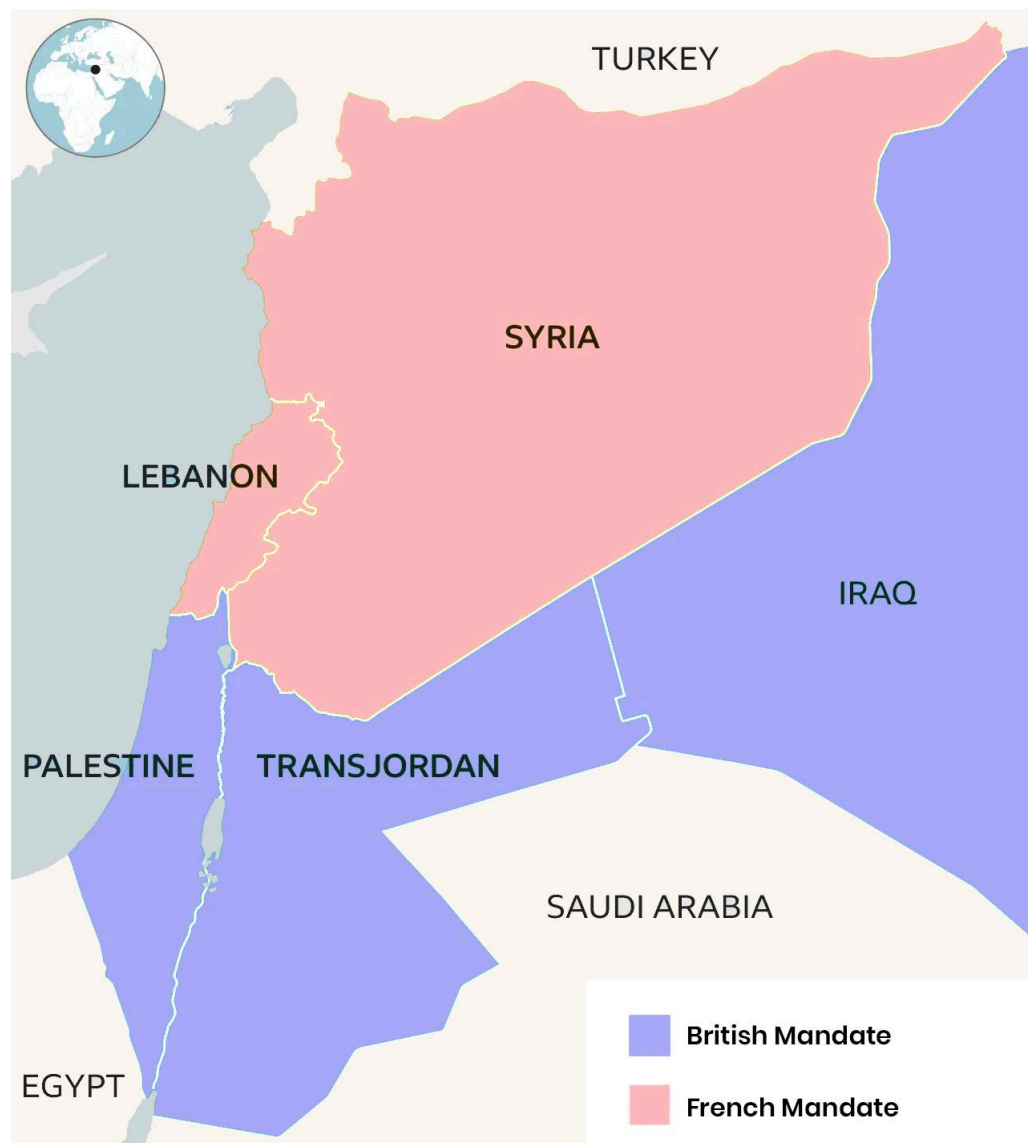 TURKEY
SYRIA
LEBANON
IRAQ
PALESTINE
TRANSJORDAN
SAUDI ARABIA
EGYPT
British Mandate
French Mandate